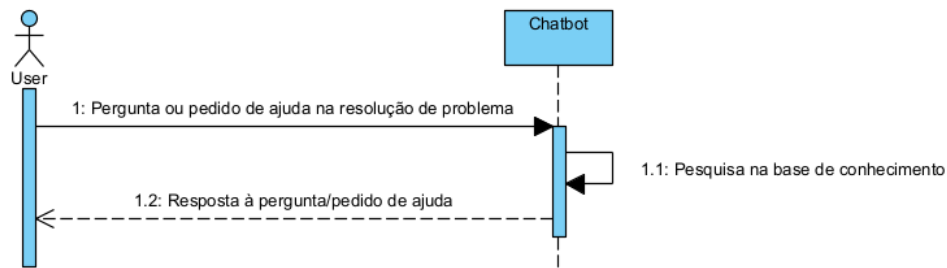 Chatbot
User
1: Pergunta ou pedido de ajuda na resolução de problema
1.1: Pesquisa na base de conhecimento
1.2: Resposta à pergunta/pedido de ajuda